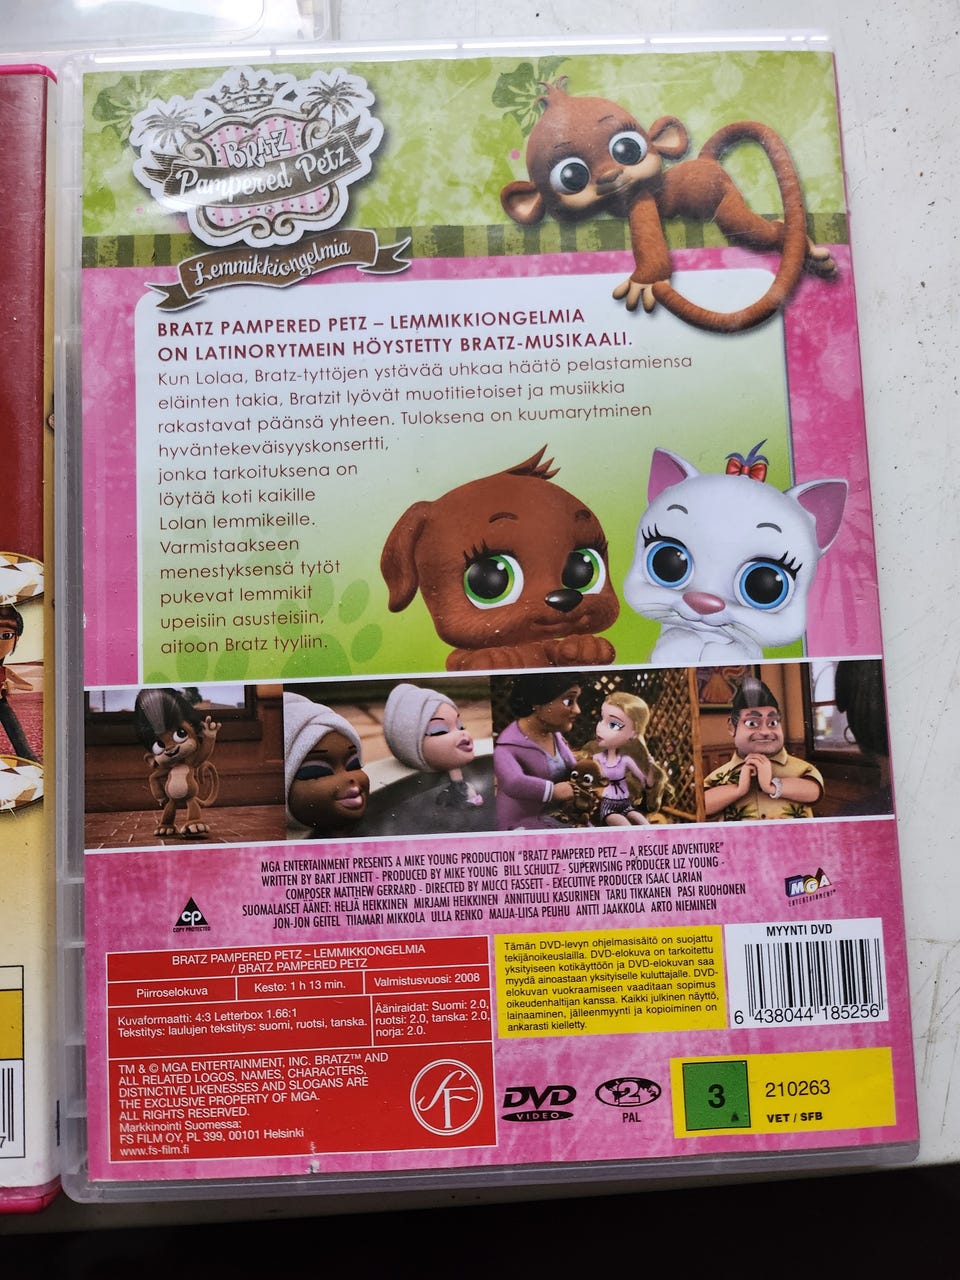 BRATZ
Pampered Petz
Lemmikkiongelmia
BRATZ PAMPERED PETZ – LEMMIKKIONGELMIA
ON LATINORYTMEIN HÖYSTETTY BRATZ-MUSIKAALI.
Kun Lolaa, Bratz-tyttöjen ystävää uhkaa häätö pelastamiensa
eläinten takia, Bratzit lyövät muotitietoiset ja musiikkia
rakastavat päänsä yhteen. Tuloksena on kuumarytminen
hyväntekeväisyyskonsertti,
jonka tarkoituksena on
löytää koti kaikille
Lolan lemmikeille.
Varmistaakseen
menestyksensä tytöt
pukevat lemmikit
upeisiin asusteisiin,
aitoon Bratz tyyliin.
MGA ENTERTAINMENT PRESENTS A MIKE YOUNG PRODUCTION "BRATZ PAMPERED PETZ – A RESCUE ADVENTURE"
WRITTEN BY BART JENNETT - PRODUCED BY MIKE YOUNG BILL SCHULTZ - SUPERVISING PRODUCER LIZ YOUNG -
COMPOSER MATTHEW GERRARD - DIRECTED BY MUCCI FASSETT - EXECUTIVE PRODUCER ISAAC LARIAN
SUOMALAISET ÄÄNET: HELJÄ HEIKKINEN MIRJAMI HEIKKINEN ANNITUULI KASURINEN TARU TIKKANEN PASI RUOHONEN
JON-JON GEITEL TIIAMARI MIKKOLA ULLA RENKO MAIJA-LIISA PEUHU ANTTI JAAKKOLA ARTO NIEMINEN
cp
COPY PROTECTED
MGA
ENTERTAINMENT
BRATZ PAMPERED PETZ – LEMMIKKIONGELMIA
/ BRATZ PAMPERED PETZ
Piirroselokuva
Kesto: 1 h 13 min.
Valmistusvuosi: 2008
Kuvaformaatti: 4:3 Letterbox 1.66:1
Tekstitys: laulujen tekstitys: suomi, ruotsi, tanska.
Ääniraidat: Suomi: 2.0,
ruotsi: 2.0, tanska: 2.0,
norja: 2.0.
TM & © MGA ENTERTAINMENT, INC. BRATZ™ AND
ALL RELATED LOGOS, NAMES, CHARACTERS,
DISTINCTIVE LIKENESSES AND SLOGANS ARE
THE EXCLUSIVE PROPERTY OF MGA.
ALL RIGHTS RESERVED.
Markkinointi Suomessa:
FS FILM OY, PL 399, 00101 Helsinki
www.fs-film.fi
SF
Tämän DVD-levyn ohjelmasisältö on suojattu
tekijänoikeuslailla. DVD-elokuva on tarkoitettu
yksityiseen kotikäyttöön ja DVD-elokuvan saa
myydä ainoastaan yksityiselle kuluttajalle. DVD-
elokuvan vuokraamiseen vaaditaan sopimus
oikeudenhaltijan kanssa. Kaikki julkinen näyttö,
lainaaminen, jälleenmyynti ja kopioiminen on
ankarasti kielletty.
MYYNTI DVD
6 438044 185256
DVD
VIDEO
2
PAL
3
210263
VET / SFB
7